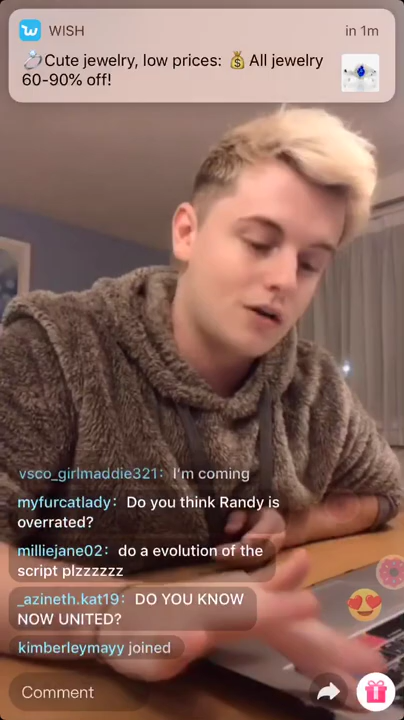 WISH
in 1m
💍Cute jewelry, low prices: 💰All jewelry
60-90% off!
vsco_girlmaddie321: I'm coming
myfurcatlady: Do you think Randy is
overrated?
milliejane02: do a evolution of the
script plzzzzzz
_azineth.kat19: DO YOU KNOW
NOW UNITED?
kimberleymayy joined
Comment